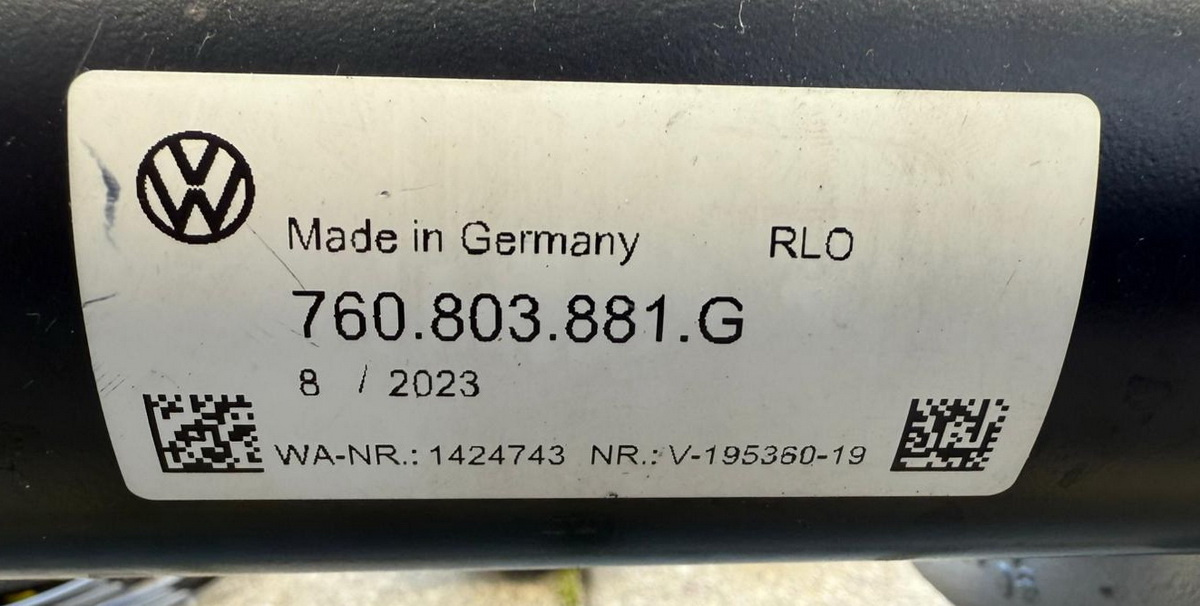 Made in Germany RLO
760.803.881.G
8 / 2023
WA-NR.: 1424743 NR.: V-195360-19